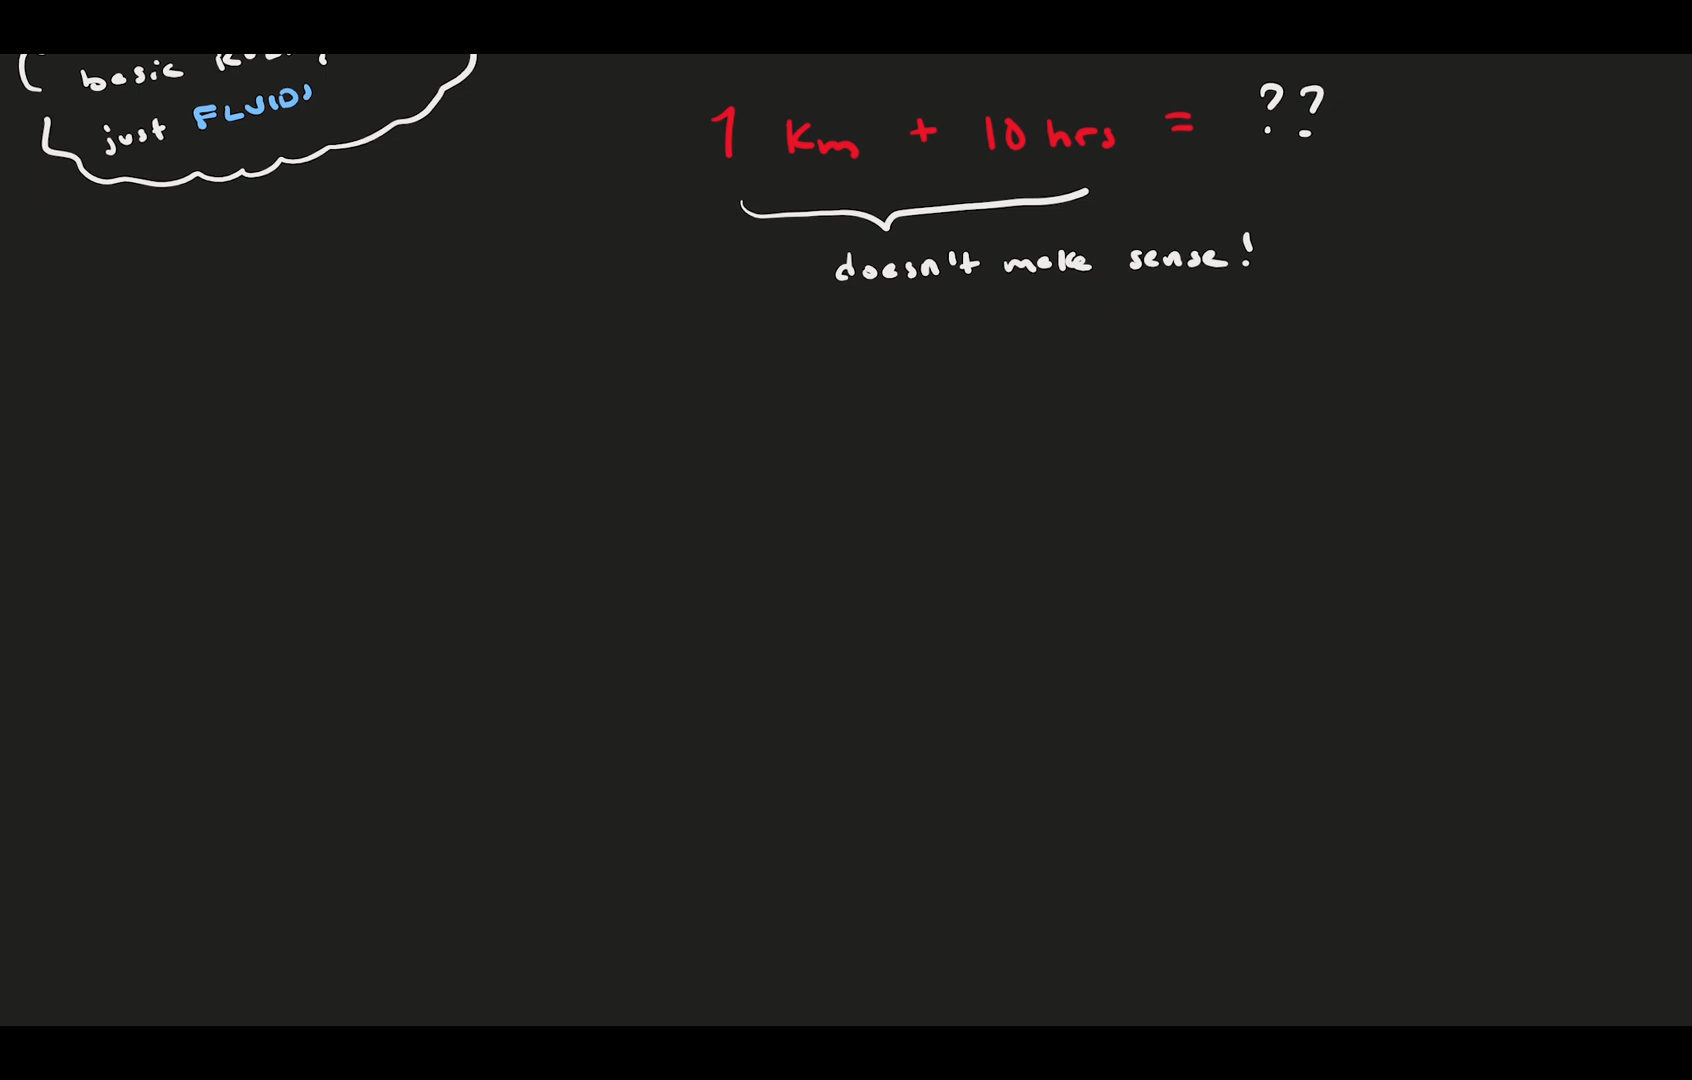 basic
just FLUIDS
1 Km + 10 hrs = ??
doesn't make sense!